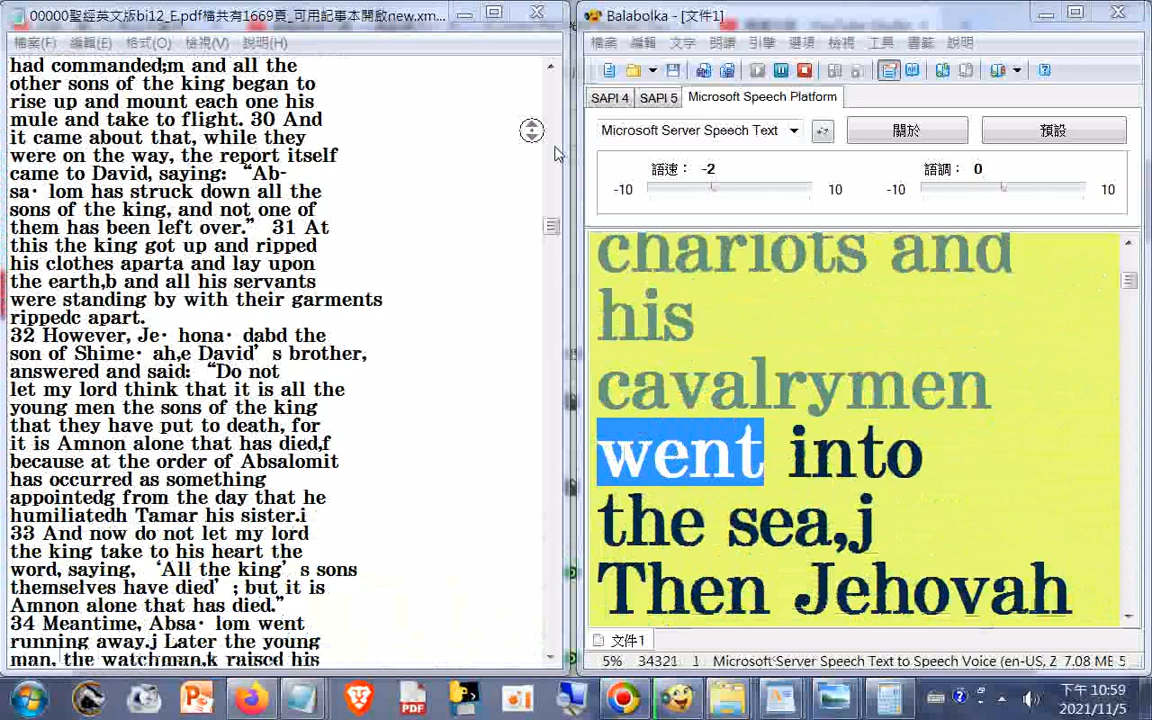 00000聖經英文版bi12_E.pdf檔共有1669頁_可用記事本開啟new.xm...
檔案(F) 編輯(E) 格式(O) 檢視(V) 說明(H)
had commanded;m and all the
other sons of the king began to
rise up and mount each one his
mule and take to flight. 30 And
it came about that, while they
were on the way, the report itself
came to David, saying: “Ab-
sa· lom has struck down all the
sons of the king, and not one of
them has been left over.” 31 At
this the king got up and ripped
his clothes aparta and lay upon
the earth,b and all his servants
were standing by with their garments
rippedc apart.
32 However, Je· hona· dabd the
son of Shime· ah,e David’s brother,
answered and said: “Do not
let my lord think that it is all the
young men the sons of the king
that they have put to death, for
it is Amnon alone that has died,f
because at the order of Absalomit
has occurred as something
appointedg from the day that he
humiliatedh Tamar his sister.i
33 And now do not let my lord
the king take to his heart the
word, saying, ‘All the king’s sons
themselves have died’; but it is
Amnon alone that has died.”
34 Meantime, Absa· lom went
running away.j Later the young
man, the watchman,k raised his
Balabolka - [文件1]
檔案 編輯 文字 朗讀 引擎 選項 檢視 工具 書籤 說明
SAPI 4 SAPI 5 Microsoft Speech Platform
Microsoft Server Speech Text 關於 預設
語速： -2 語調： 0
-10 10 -10 10
chariots and
his
cavalrymen
went into
the sea,j
Then Jehovah
文件1
5% 34321 1 Microsoft Server Speech Text to Speech Voice (en-US, Z 7.08 MB 5
PDF
下午 10:59
2021/11/5